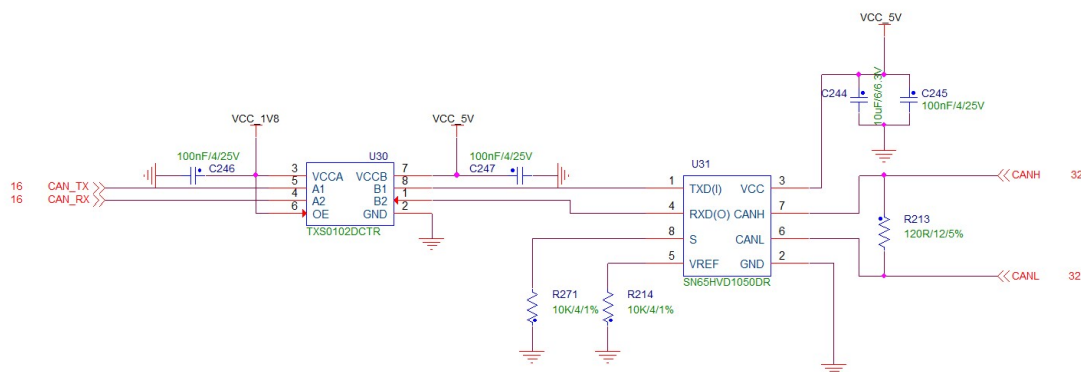 VCC_5V
C244
10uF/6/6.3V
C245
100nF/4/25V
VCC_1V8
VCC_5V
100nF/4/25V
C246
U30
100nF/4/25V
C247
U31
16 CAN_TX
16 CAN_RX
3 VCCA VCCB 7
5 A1 B1 8
4 A2 B2 1
6 OE GND 2
TXS0102DCTR
1 TXD(I) VCC 3
4 RXD(O) CANH 7
8 S CANL 6
5 VREF GND 2
SN65HVD1050DR
CANH 32
R213
120R/12/5%
CANL 32
R271
10K/4/1%
R214
10K/4/1%